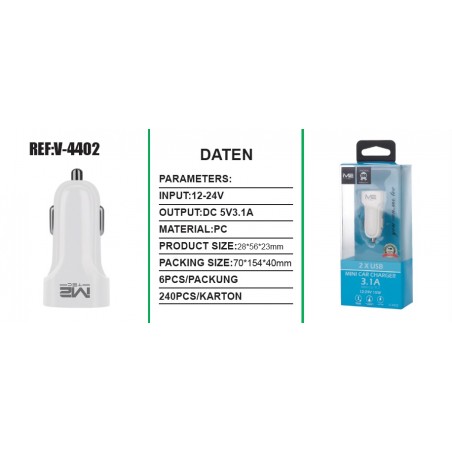 REF:V-4402
DATEN
PARAMETERS:
INPUT:12-24V
OUTPUT:DC 5V3.1A
MATERIAL:PC
PRODUCT SIZE:28*56*23mm
PACKING SIZE:70*154*40mm
6PCS/PACKUNG
240PCS/KARTON
2 X USB
MINI CAR CHARGER
3.1A